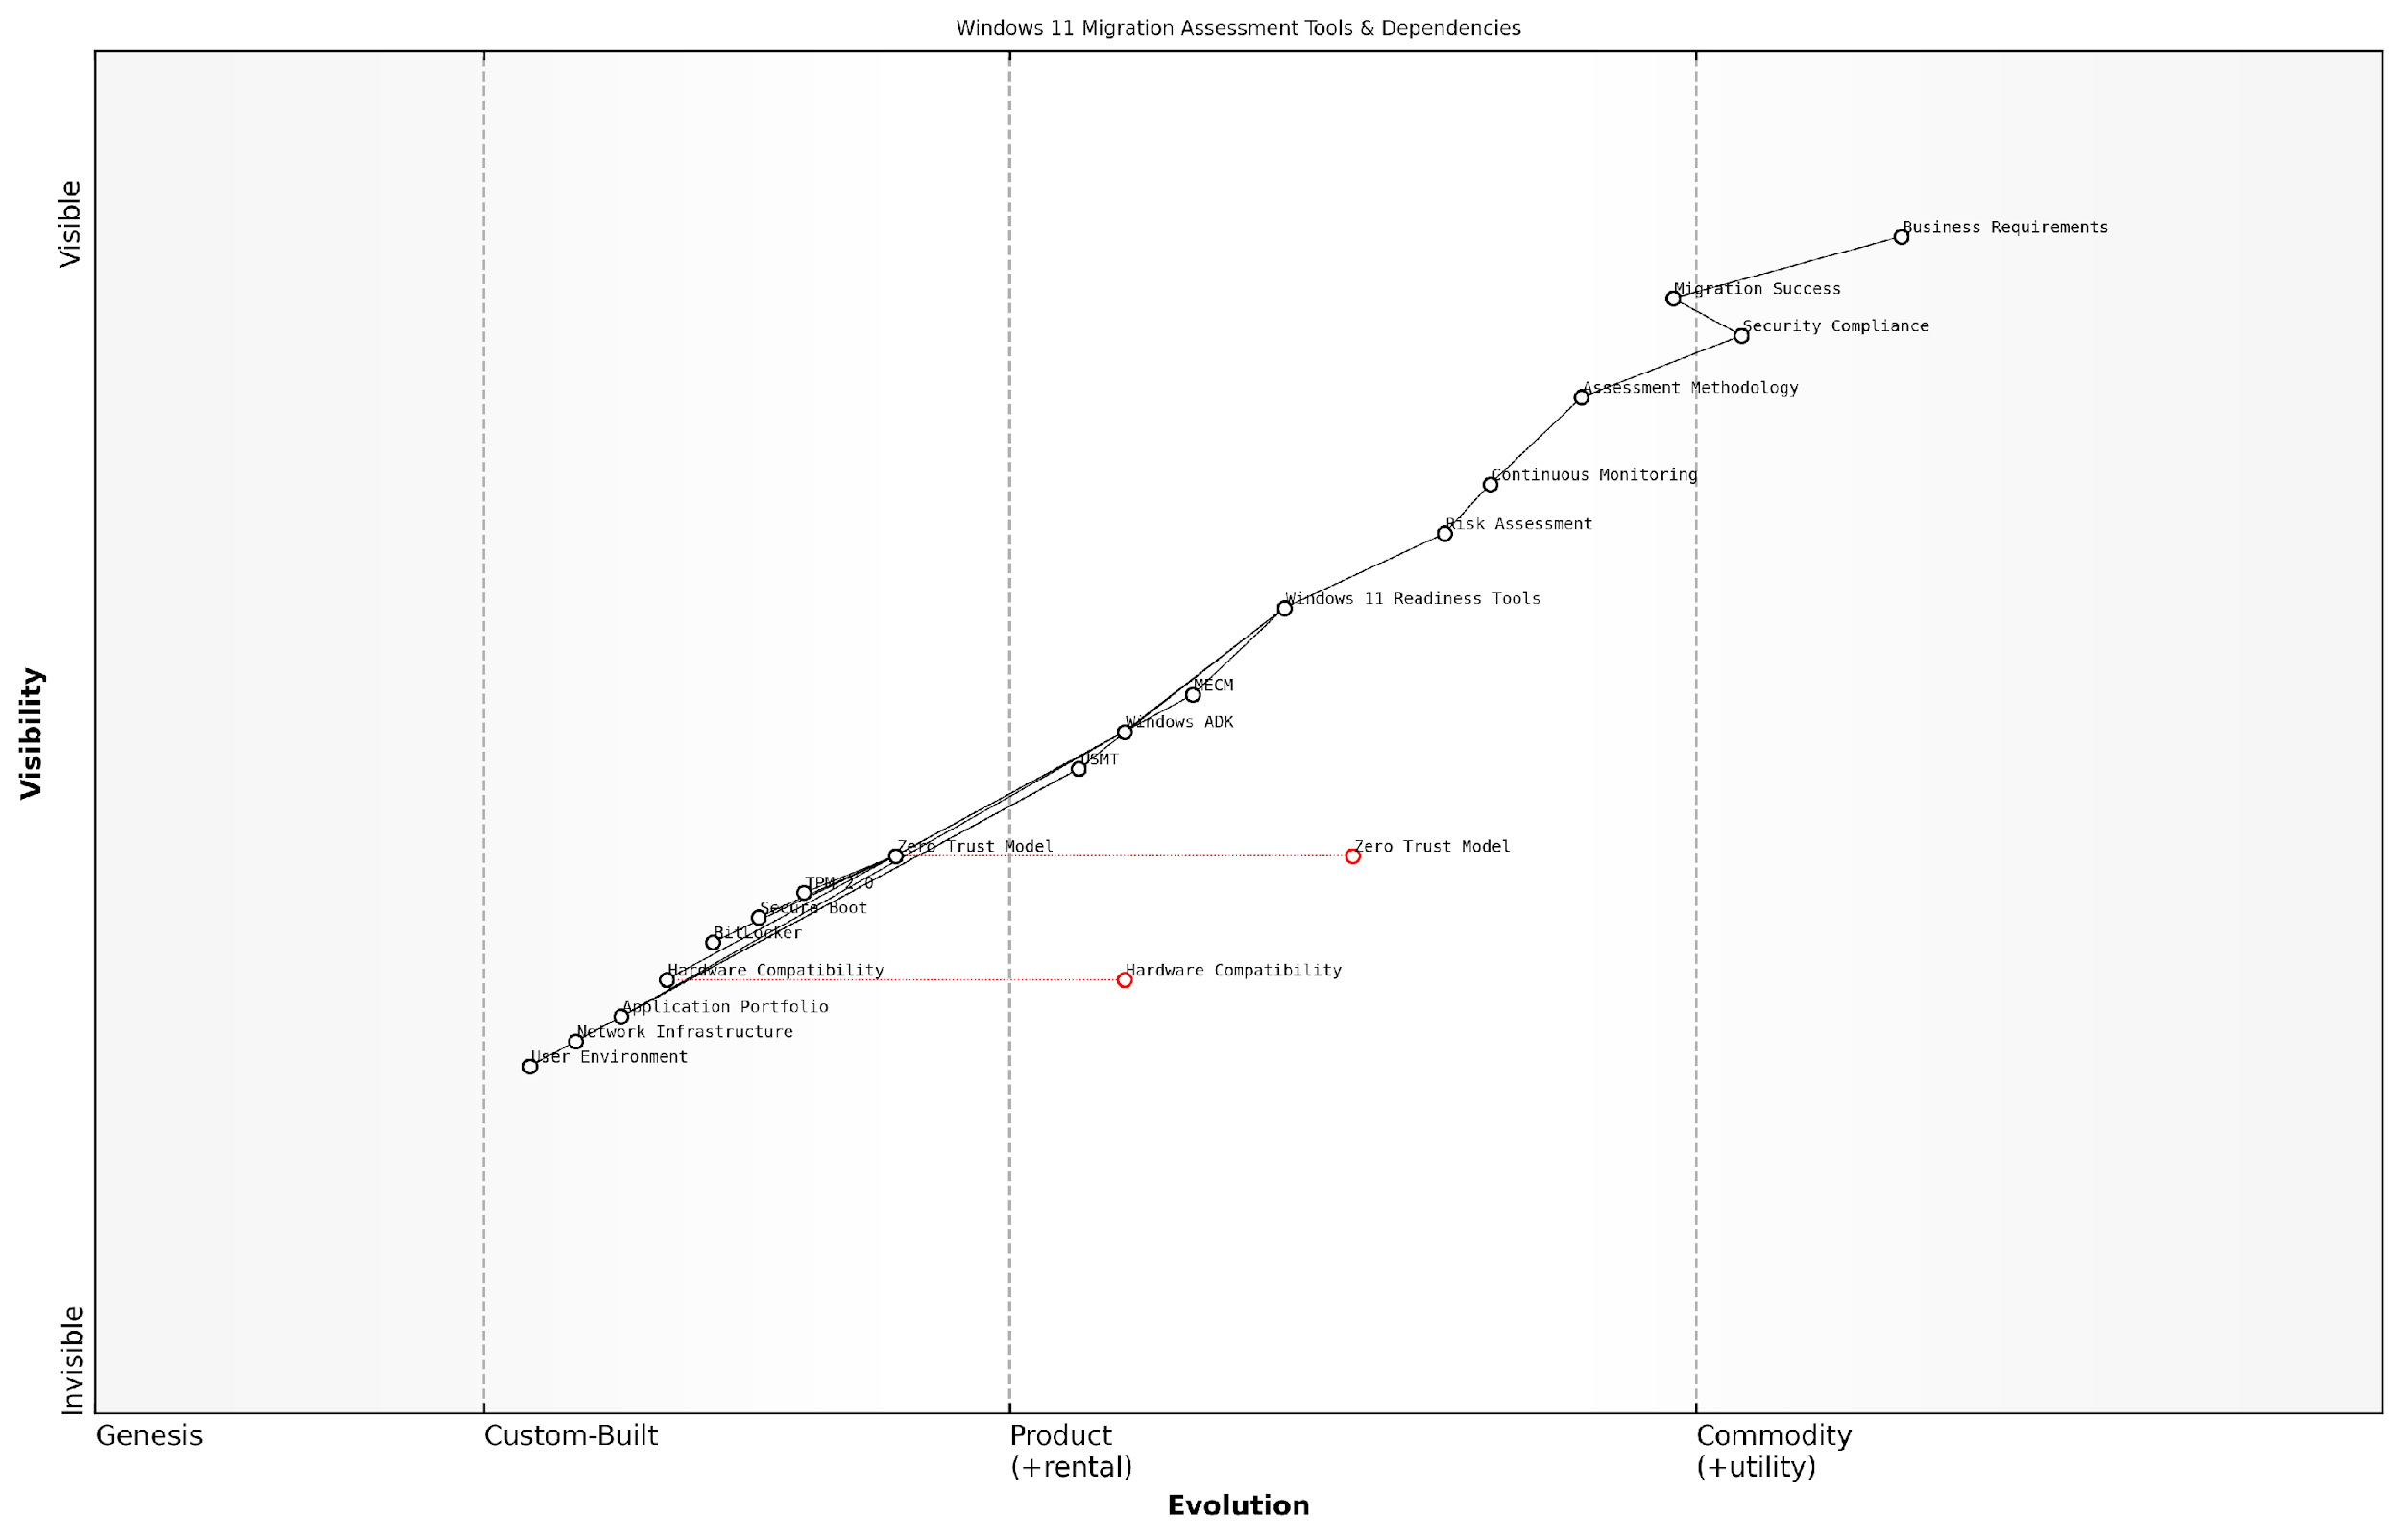 Windows 11 Migration Assessment Tools & Dependencies
Visible
Visibility
Invisible
Business Requirements
Migration Success
Security Compliance
Assessment Methodology
Continuous Monitoring
Risk Assessment
Windows 11 Readiness Tools
MECM
Windows ADK
USMT
Zero Trust Model
Zero Trust Model
TPM 2.0
Secure Boot
BitLocker
Hardware Compatibility
Hardware Compatibility
Application Portfolio
Network Infrastructure
User Environment
Genesis
Custom-Built
Product
(+rental)
Commodity
(+utility)
Evolution